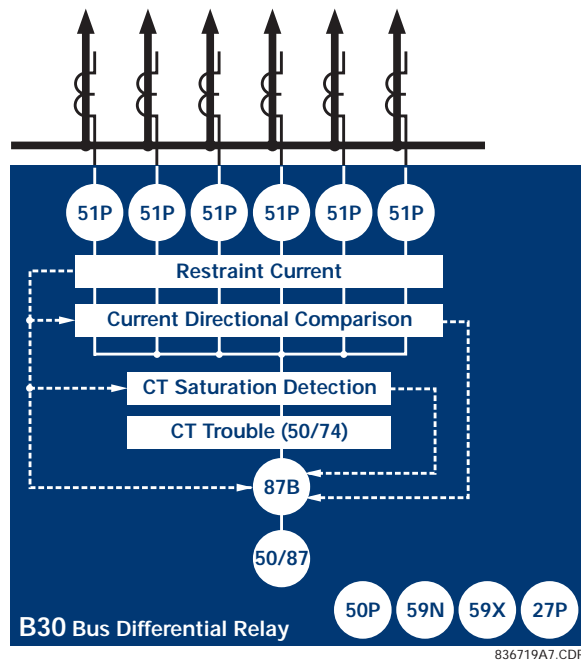 51P 51P 51P 51P 51P 51P
Restraint Current
Current Directional Comparison
CT Saturation Detection
CT Trouble (50/74)
87B
50/87
50P 59N 59X 27P
B30 Bus Differential Relay
836719A7.CDR